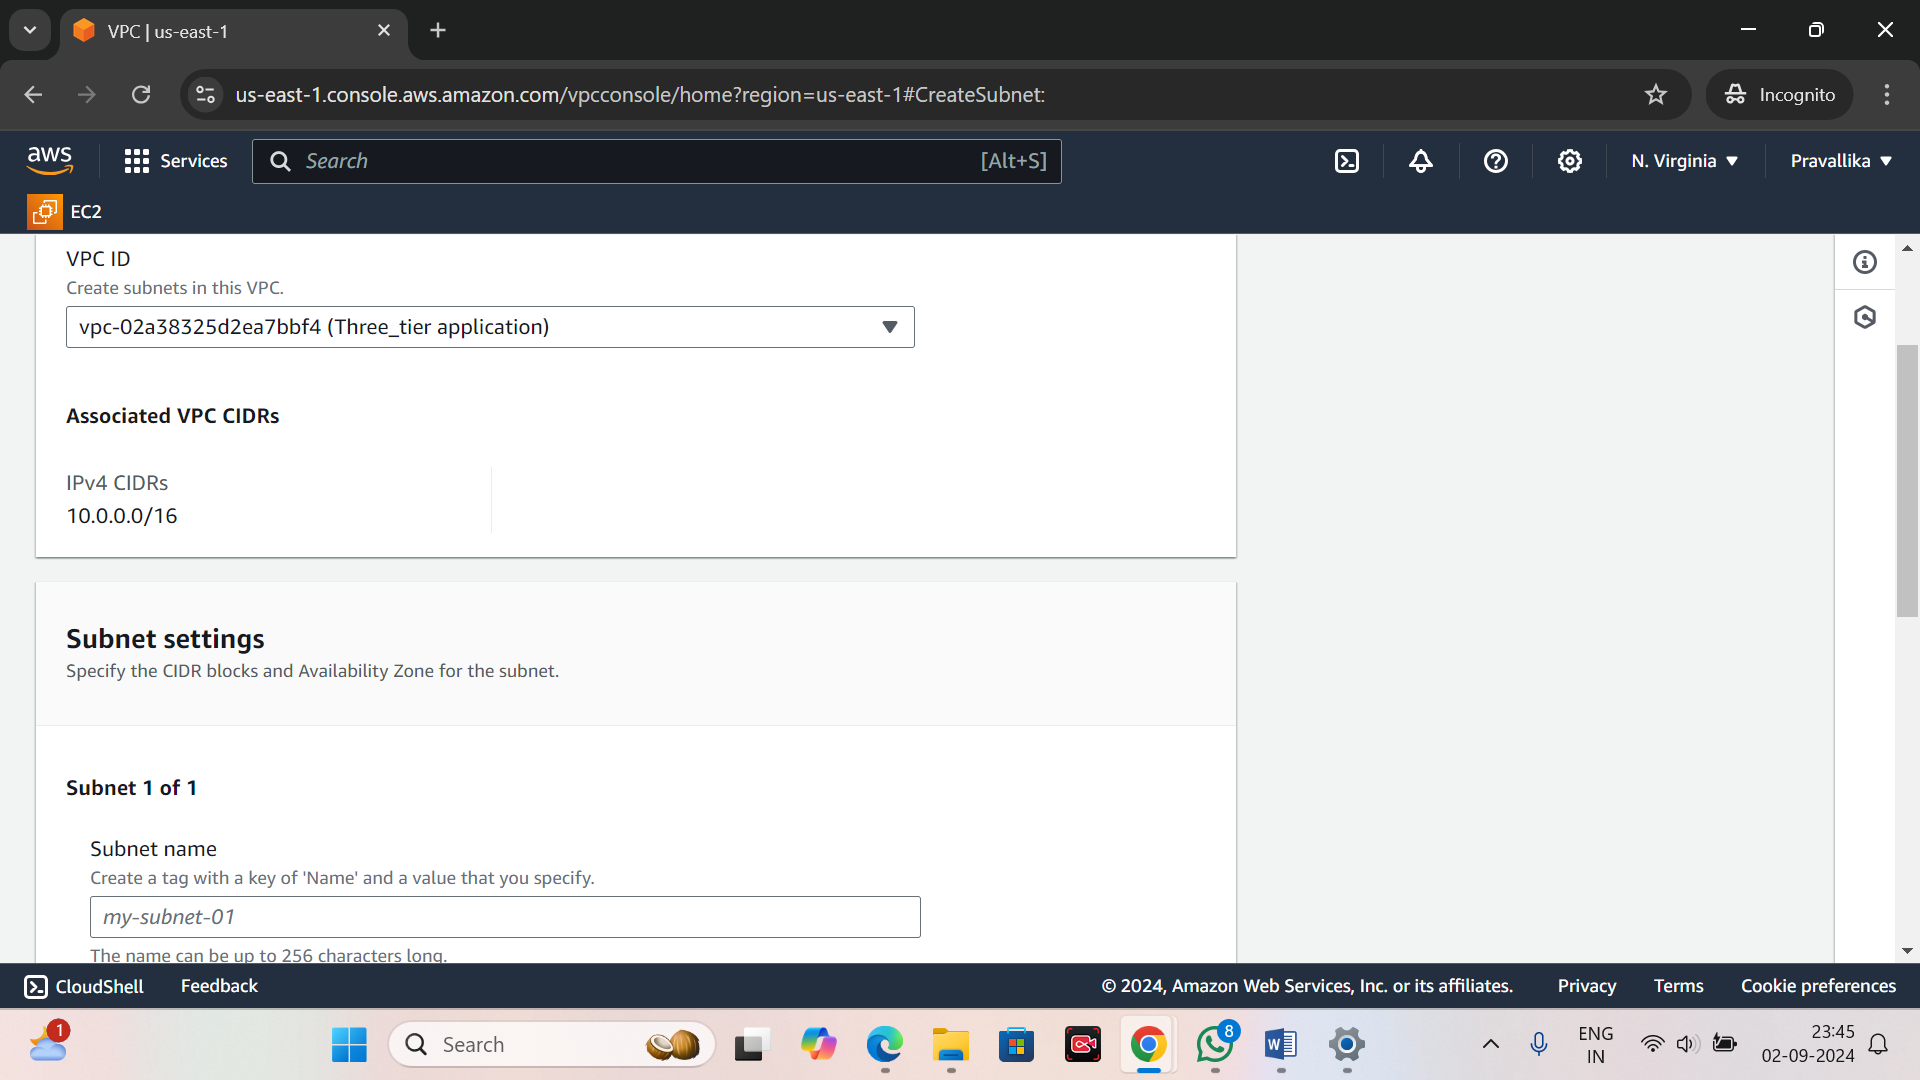 VPC | us-east-1
us-east-1.console.aws.amazon.com/vpcconsole/home?region=us-east-1#CreateSubnet:
Incognito
aws
Services
Search
[Alt+S]
N. Virginia
Pravallika
EC2
VPC ID
Create subnets in this VPC.
vpc-02a38325d2ea7bbf4 (Three_tier application)
Associated VPC CIDRs
IPv4 CIDRs
10.0.0.0/16
Subnet settings
Specify the CIDR blocks and Availability Zone for the subnet.
Subnet 1 of 1
Subnet name
Create a tag with a key of 'Name' and a value that you specify.
my-subnet-01
The name can be up to 256 characters long.
CloudShell
Feedback
© 2024, Amazon Web Services, Inc. or its affiliates.
Privacy
Terms
Cookie preferences
1
Search
8
W
ENG
IN
23:45
02-09-2024